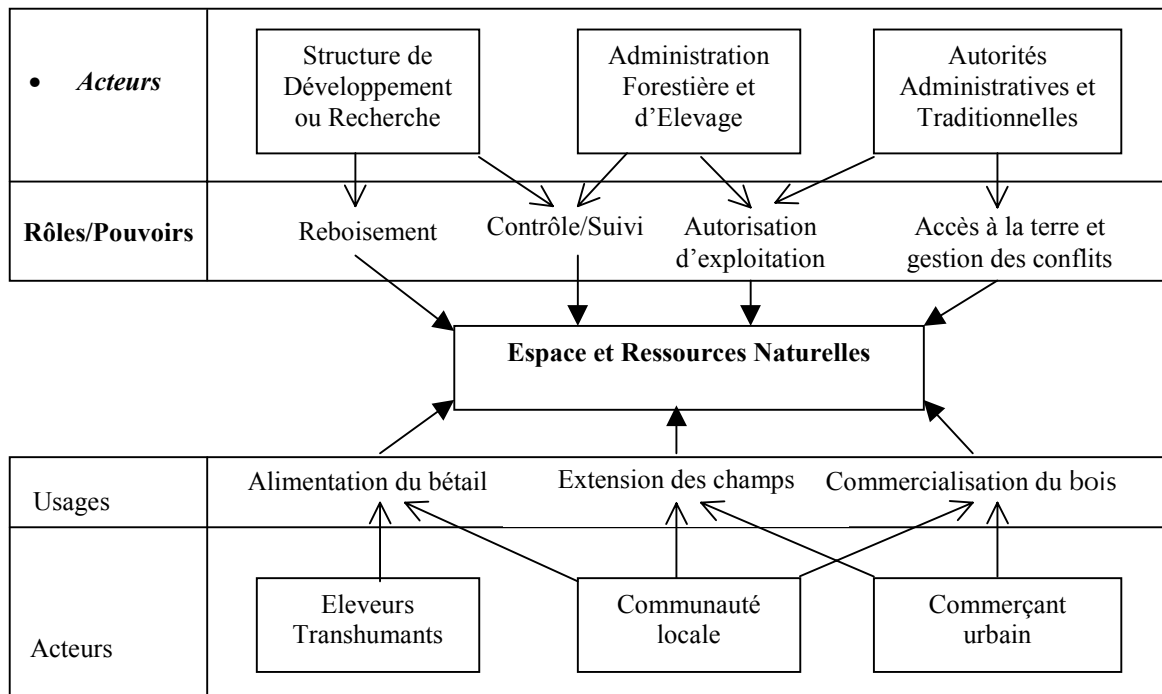 • Acteurs
Structure de
Développement
ou Recherche
Administration
Forestière et
d'Elevage
Autorités
Administratives et
Traditionnelles
Rôles/Pouvoirs
Reboisement
Contrôle/Suivi
Autorisation
d'exploitation
Accès à la terre et
gestion des conflits
Espace et Ressources Naturelles
Usages
Alimentation du bétail
Extension des champs
Commercialisation du bois
Acteurs
Eleveurs
Transhumants
Communauté
locale
Commerçant
urbain